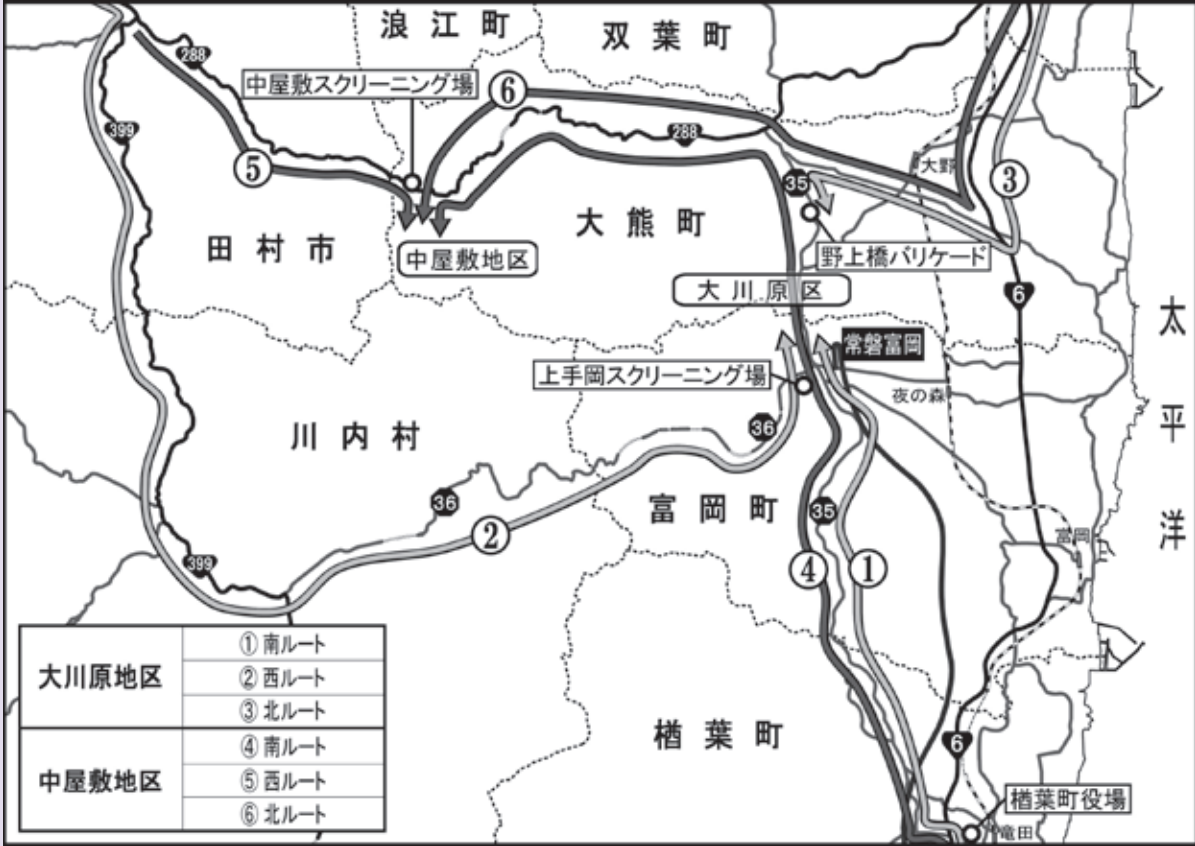 浪江町
双葉町
288
中屋敷スクリーニング場
⑥
399
288
⑤
大野
③
35
田村市
大熊町
中屋敷地区
野上橋バリケード
大川原区
6
太平洋
常磐富岡
上手岡スクリーニング場
夜の森
川内村
36
36
富岡町
35
②
富岡
399
④
①
大川原地区
①南ルート
②西ルート
③北ルート
中屋敷地区
④南ルート
⑤西ルート
⑥北ルート
楢葉町
6
楢葉町役場
竜田